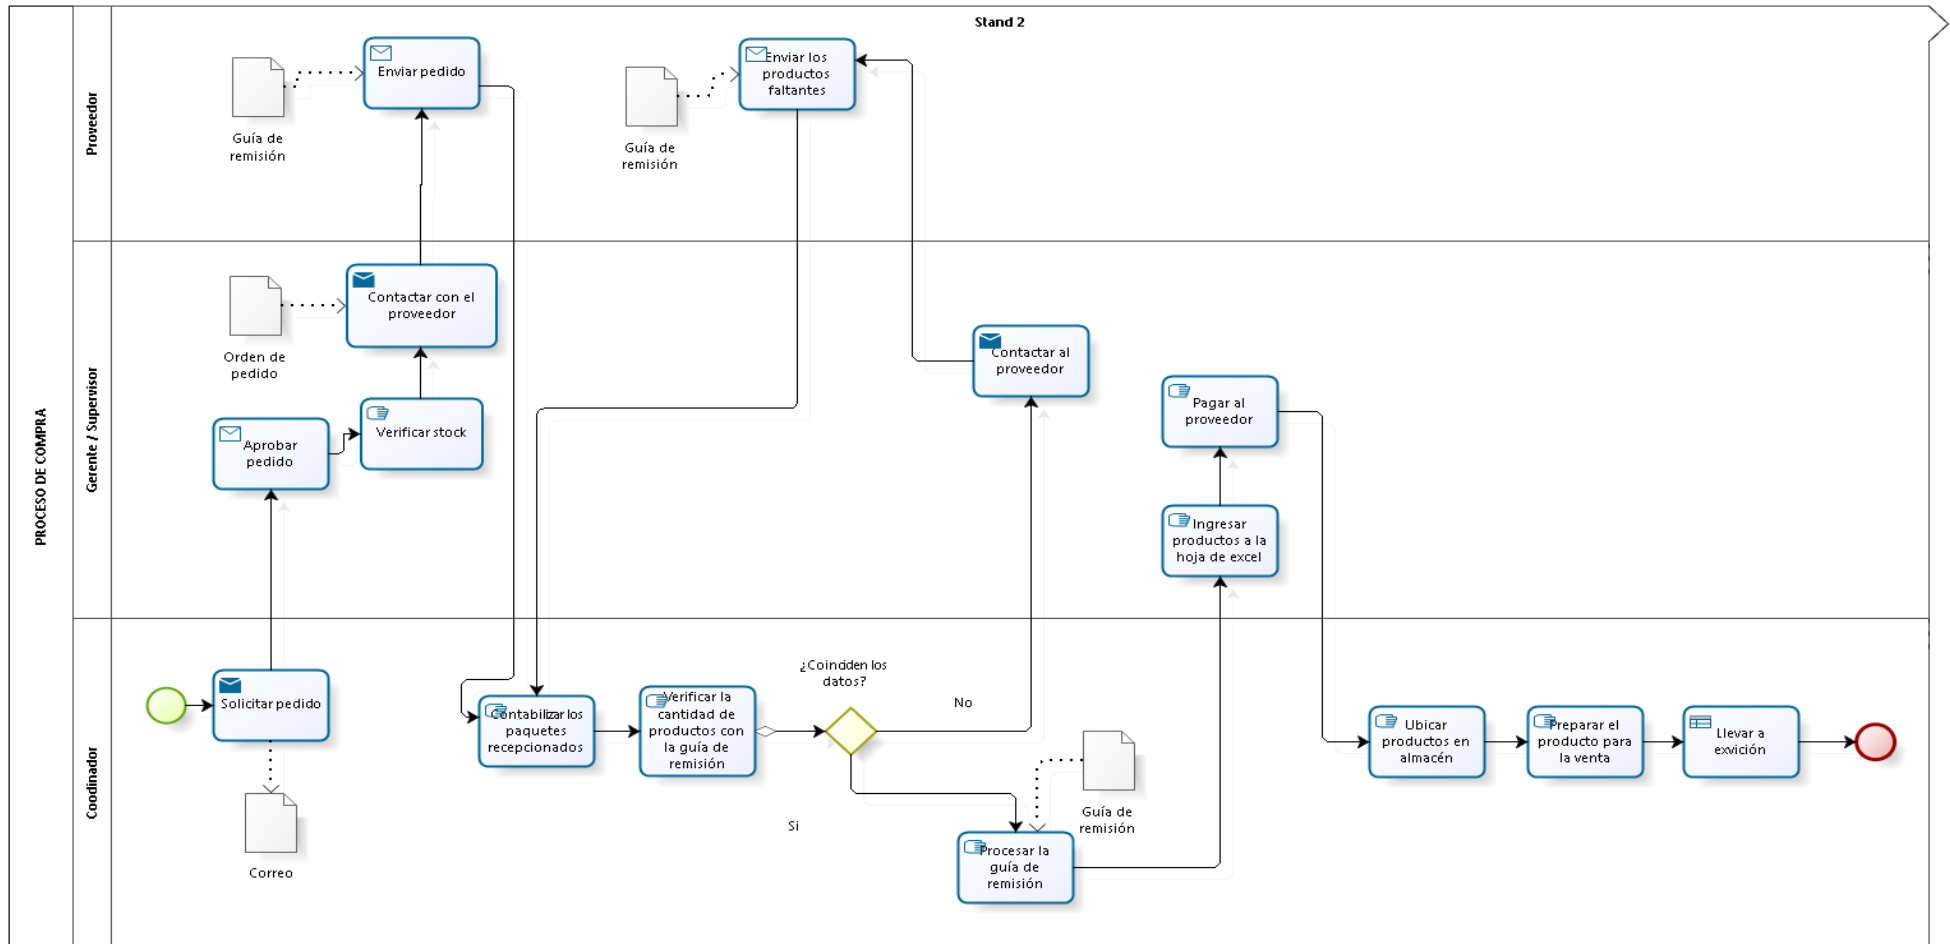 Stand 2
PROCESO DE COMPRA
Proveedor
Guía de
remisión
Enviar pedido
Guía de
remisión
Enviar los
productos
faltantes
Gerente / Supervisor
Orden de
pedido
Contactar con el
proveedor
Aprobar
pedido
Verificar stock
Contactar al
proveedor
Pagar al
proveedor
Ingresar
productos a la
hoja de excel
Coodinador
Solicitar pedido
Correo
Contabilizar los
paquetes
recepcionados
Verificar la
cantidad de
productos con
la guía de
remisión
¿Coinciden los
datos?
No
Si
Guía de
remisión
Procesar la
guía de
remisión
Ubicar
productos en
almacén
Preparar el
producto para
la venta
Llevar a
exvición